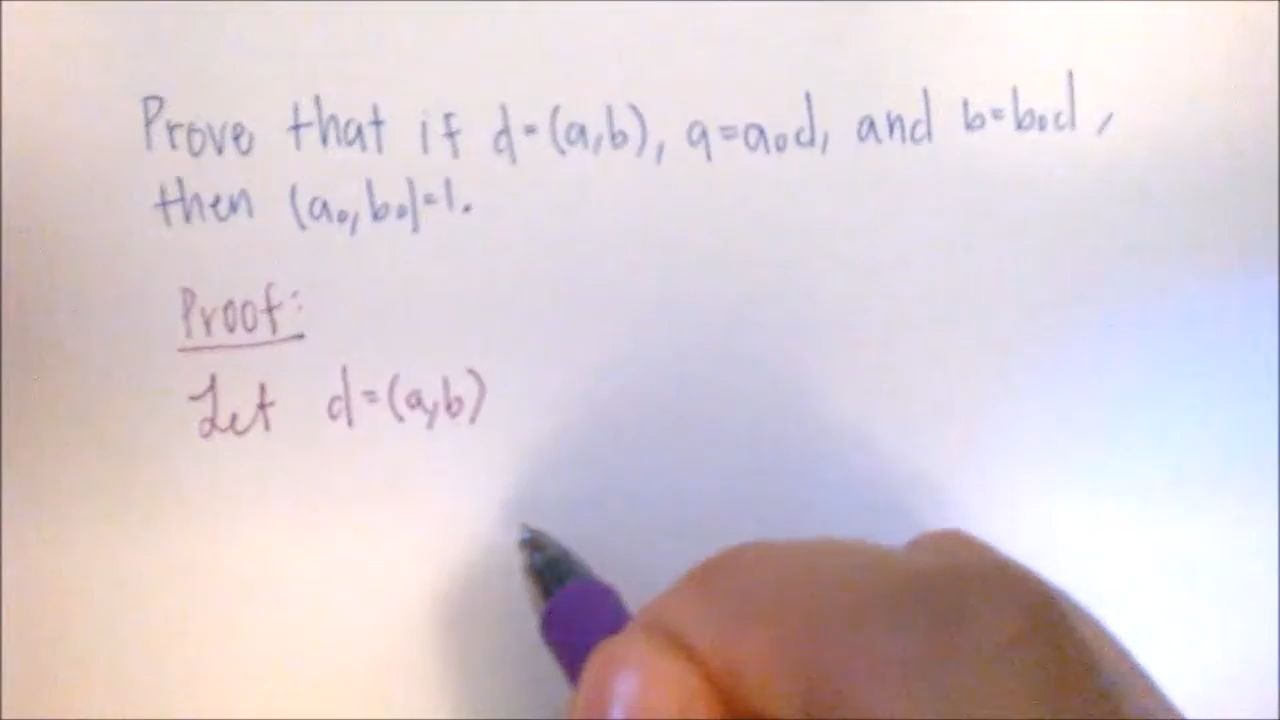 Prove that if d=(a,b), a=a₀d, and b=b₀d,
then (a₀,b₀)=1.
Proof:
Let d=(a,b)